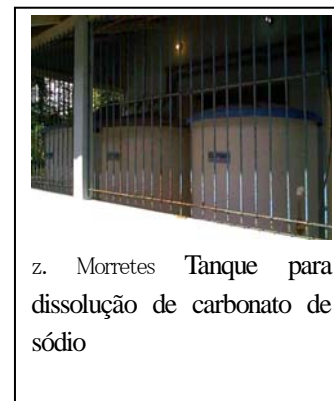 z. Morretes Tanque para
dissolução de carbonato de
sódio